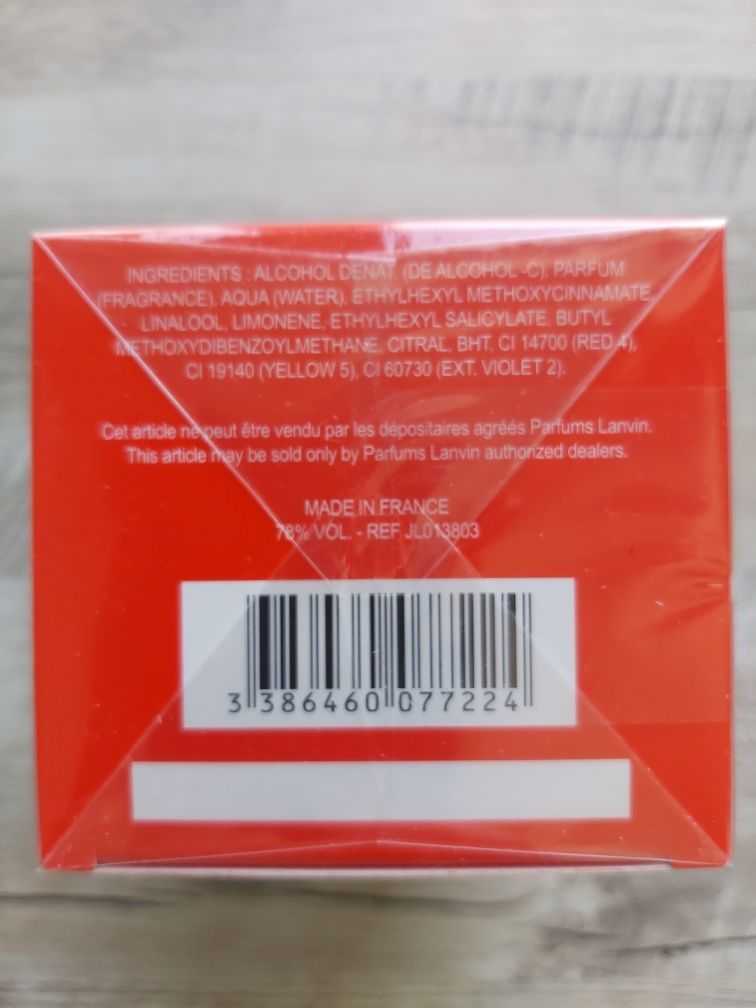 INGREDIENTS : ALCOHOL DENAT. (DE ALCOHOL -C), PARFUM
(FRAGRANCE), AQUA (WATER), ETHYLHEXYL METHOXYCINNAMATE,
LINALOOL, LIMONENE, ETHYLHEXYL SALICYLATE, BUTYL
METHOXYDIBENZOYLMETHANE, CITRAL, BHT, CI 14700 (RED 4),
CI 19140 (YELLOW 5), CI 60730 (EXT. VIOLET 2).
Cet article ne peut être vendu par les dépositaires agréés Parfums Lanvin.
This article may be sold only by Parfums Lanvin authorized dealers.
MADE IN FRANCE
78% VOL. - REF JL013803
3 386460 077224